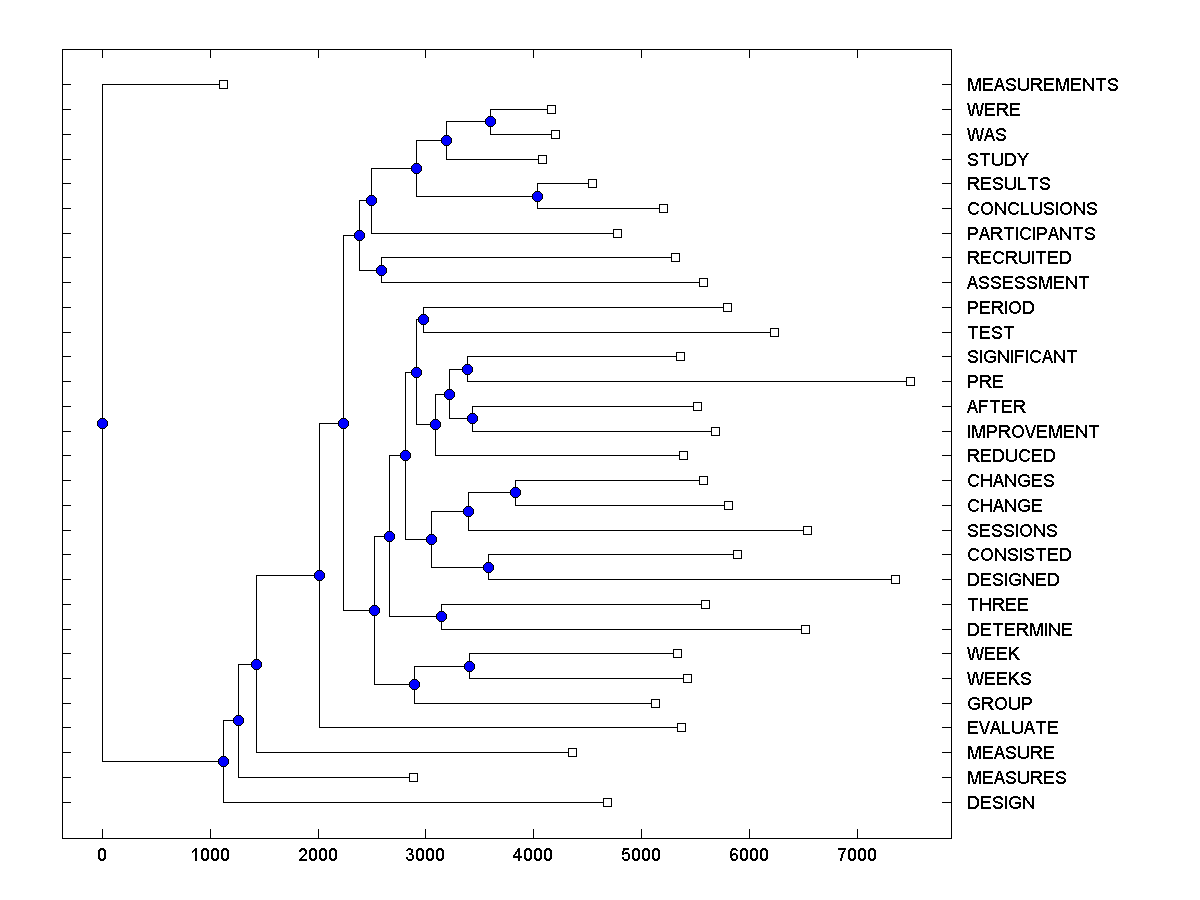 MEASUREMENTS
WERE
WAS
STUDY
RESULTS
CONCLUSIONS
PARTICIPANTS
RECRUITED
ASSESSMENT
PERIOD
TEST
SIGNIFICANT
PRE
AFTER
IMPROVEMENT
REDUCED
CHANGES
CHANGE
SESSIONS
CONSISTED
DESIGNED
THREE
DETERMINE
WEEK
WEEKS
GROUP
EVALUATE
MEASURE
MEASURES
DESIGN
0 1000 2000 3000 4000 5000 6000 7000